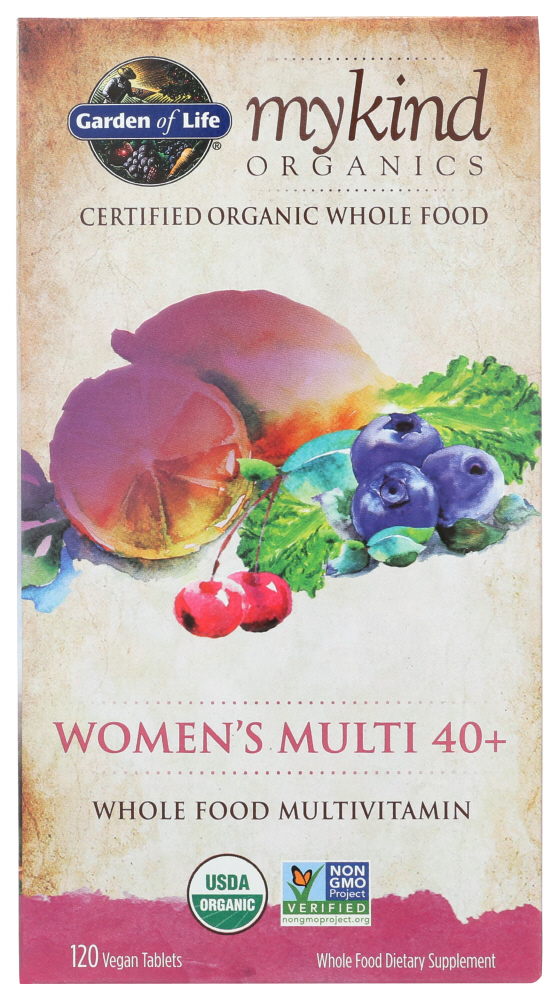 Garden of Life®
mykind
ORGANICS
CERTIFIED ORGANIC WHOLE FOOD
WOMEN'S MULTI 40+
WHOLE FOOD MULTIVITAMIN
USDA
ORGANIC
NON
GMO
Project
VERIFIED
nongmoproject.org
120 Vegan Tablets
Whole Food Dietary Supplement